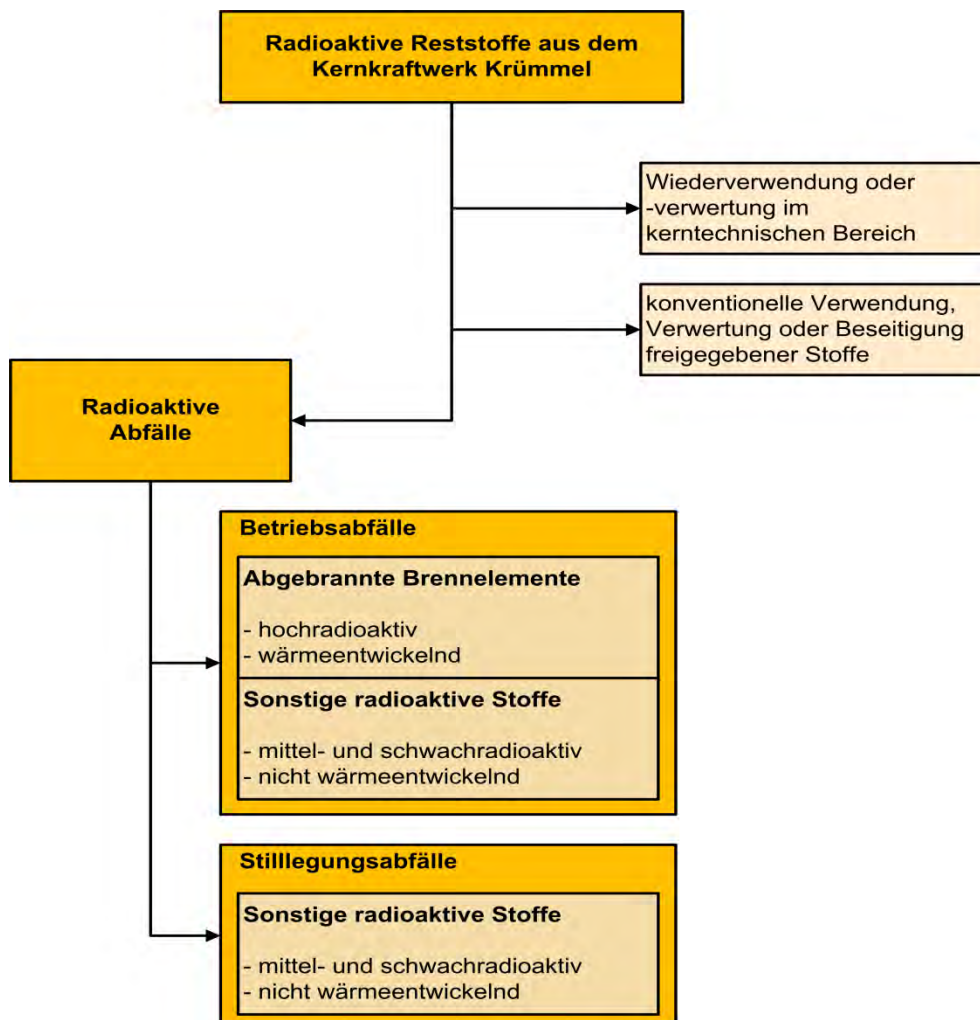 Radioaktive Reststoffe aus dem
Kernkraftwerk Krümmel
Wiederverwendung oder
-verwertung im
kerntechnischen Bereich
konventionelle Verwendung,
Verwertung oder Beseitigung
freigegebener Stoffe
Radioaktive
Abfälle
Betriebsabfälle
Abgebrannte Brennelemente
- hochradioaktiv
- wärmeentwickelnd
Sonstige radioaktive Stoffe
- mittel- und schwachradioaktiv
- nicht wärmeentwickelnd
Stilllegungsabfälle
Sonstige radioaktive Stoffe
- mittel- und schwachradioaktiv
- nicht wärmeentwickelnd